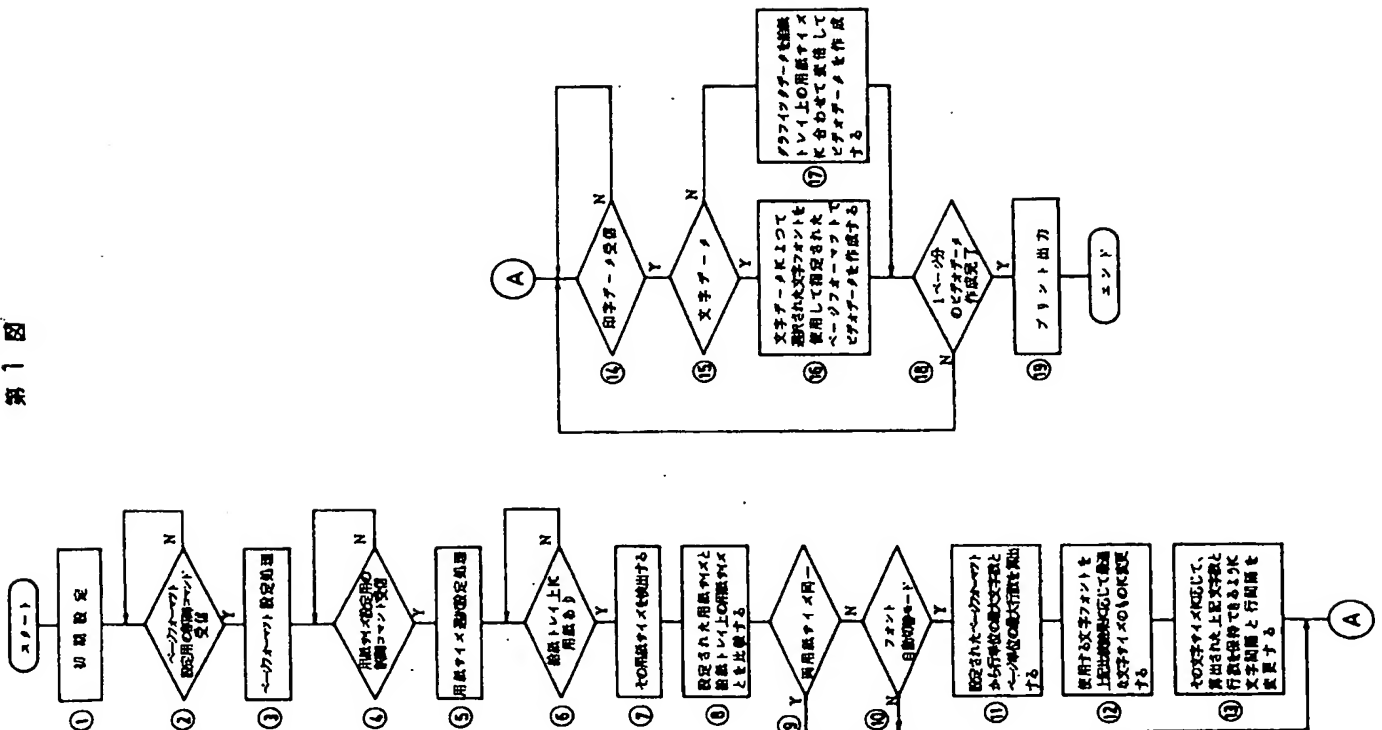 第1図
スタート
①
初期設定
②
ページフォーマット
設定用の制御コマンド
受信
N
Y
③
ページフォーマット設定処理
④
用紙サイズ設定用の
制御コマンド受信
N
Y
⑤
用紙サイズ選択設定処理
⑥
給紙トレイ上に
用紙あり
N
Y
⑦
その用紙サイズを検出する
⑧
設定された用紙サイズと
給紙トレイ上の用紙サイズ
とを比較する
⑨
両用紙サイズ同一
Y
N
⑩
フォント
自動切替モード
N
Y
⑪
設定されたページフォーマット
から行単位の最大文字数と
ページ単位の最大行数を算出
する
⑫
使用する文字フォントを
上記比較結果に応じて最適
な文字サイズのものに変更
する
⑬
その文字サイズに応じて、
算出された上記文字数と
行数を保持できるように
文字間隔と行間隔を
変更する
A
A
⑭
印字データ受信
N
Y
⑮
文字データ
N
Y
⑯
文字データによつて
選択された文字フォントを
使用して指定された
ページフォーマットで
ビデオデータを作成する
⑰
グラフイックデータを給紙
トレイ上の用紙サイズ
に合わせて変倍して
ビデオデータを作成
する
⑱
1ページ分
のビデオデータ
作成完了
N
Y
⑲
プリント出力
エンド